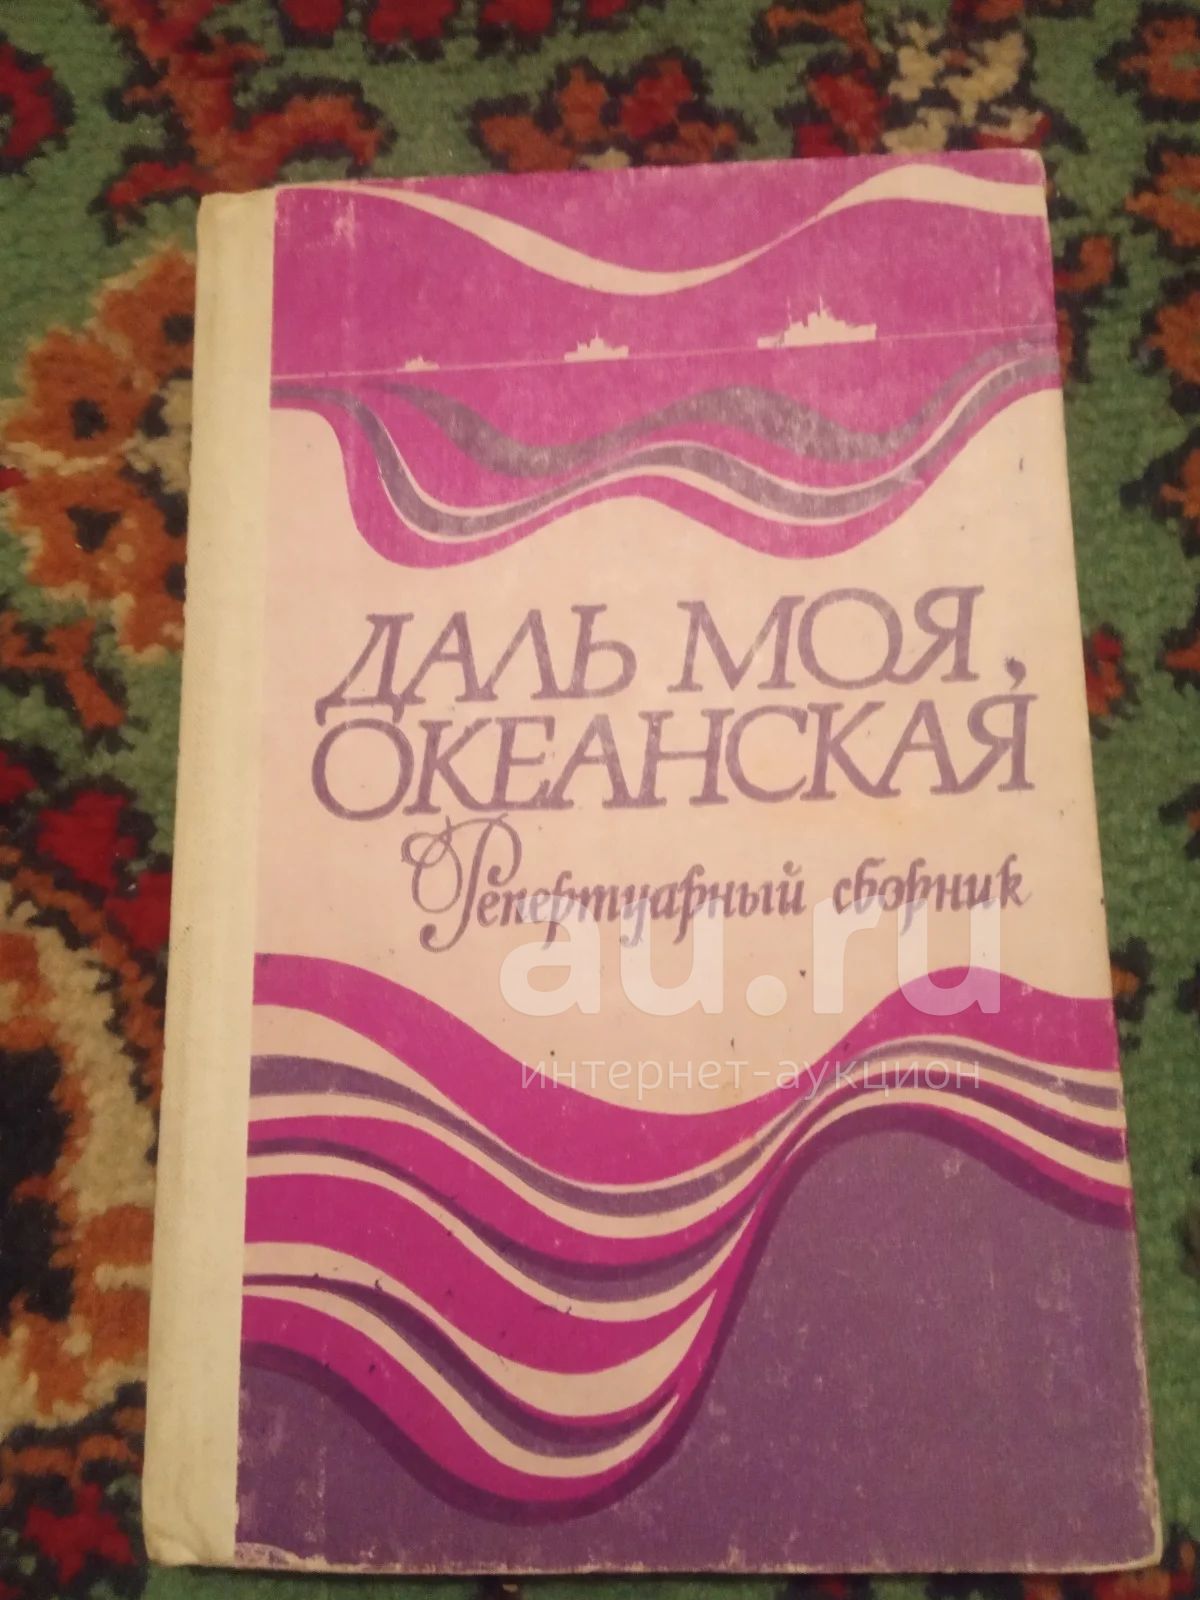 ДАЛЬ МОЯ,
ОКЕАНСКАЯ
Репертуарный сборник
au.ru
интернет-аукцион